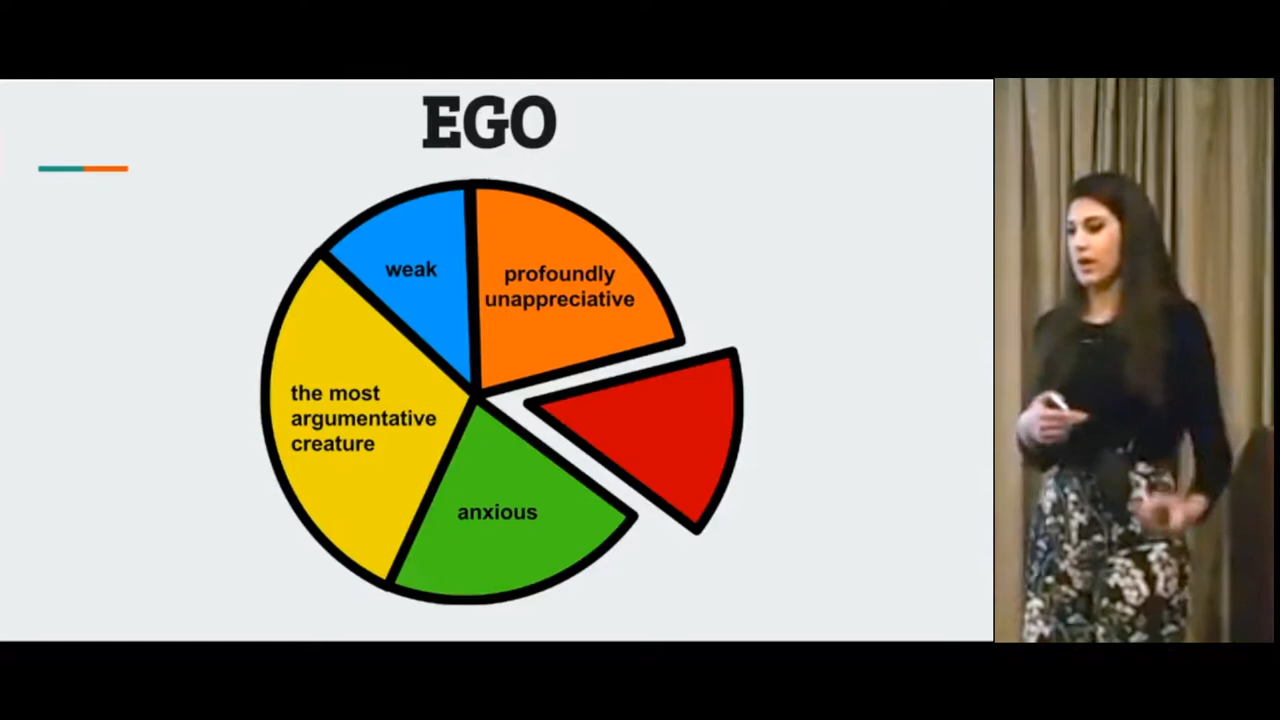 EGO
weak
profoundly
unappreciative
the most
argumentative
creature
anxious